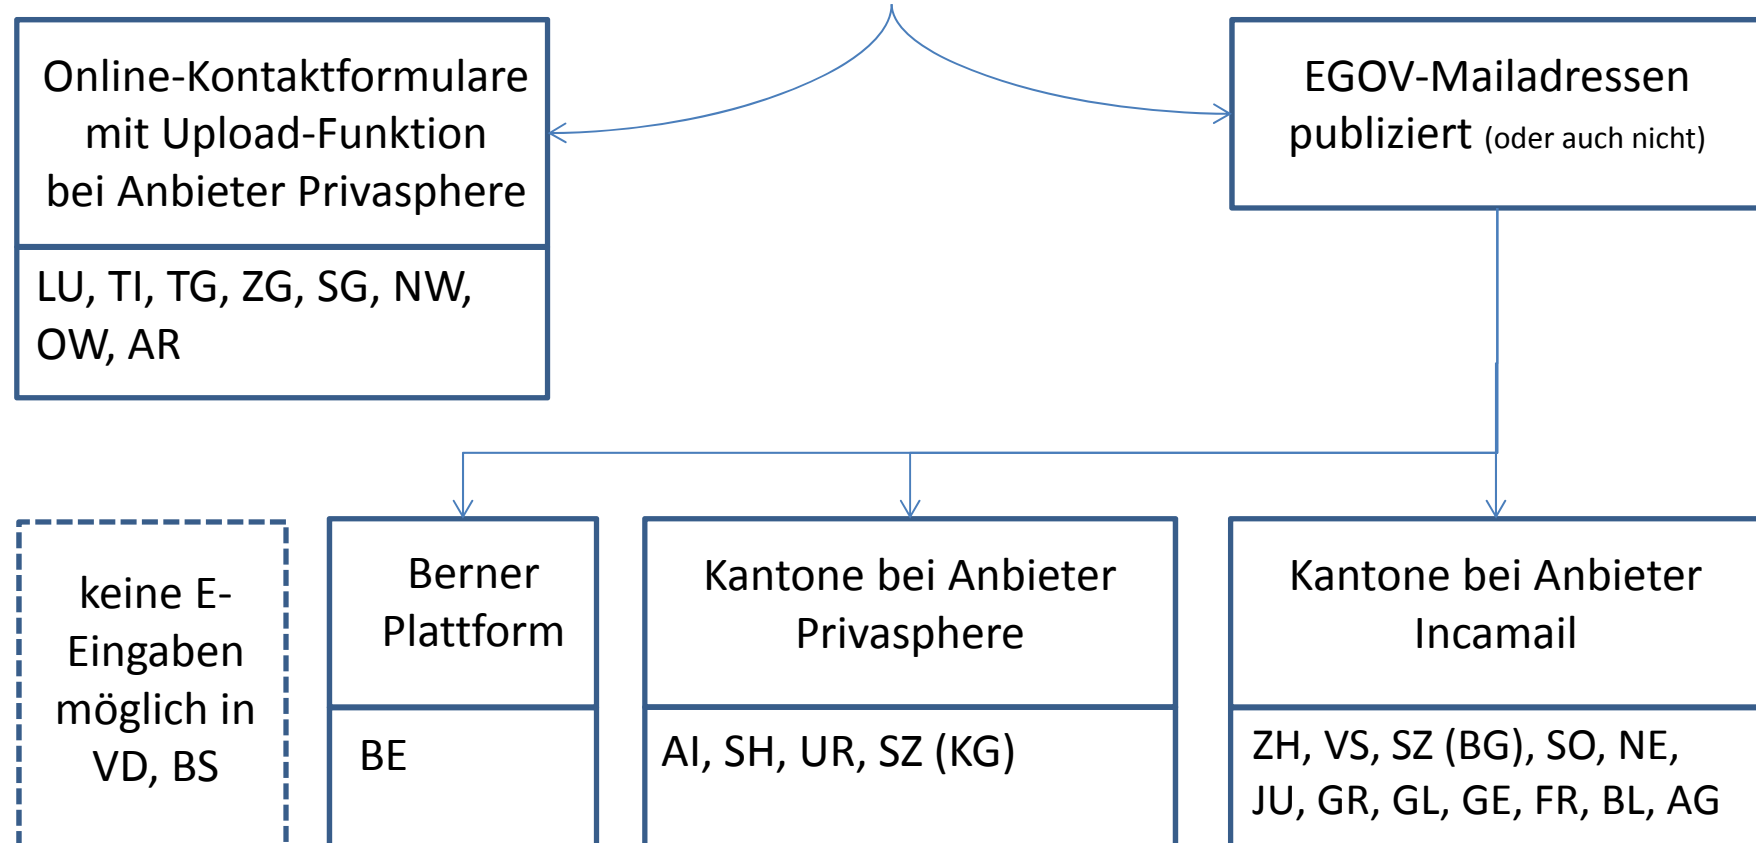 Online-Kontaktformulare
mit Upload-Funktion
bei Anbieter Privasphere
LU, TI, TG, ZG, SG, NW,
OW, AR
EGOV-Mailadressen
publiziert (oder auch nicht)
keine E-
Eingaben
möglich in
VD, BS
Berner
Plattform
BE
Kantone bei Anbieter
Privasphere
AI, SH, UR, SZ (KG)
Kantone bei Anbieter
Incamail
ZH, VS, SZ (BG), SO, NE,
JU, GR, GL, GE, FR, BL, AG